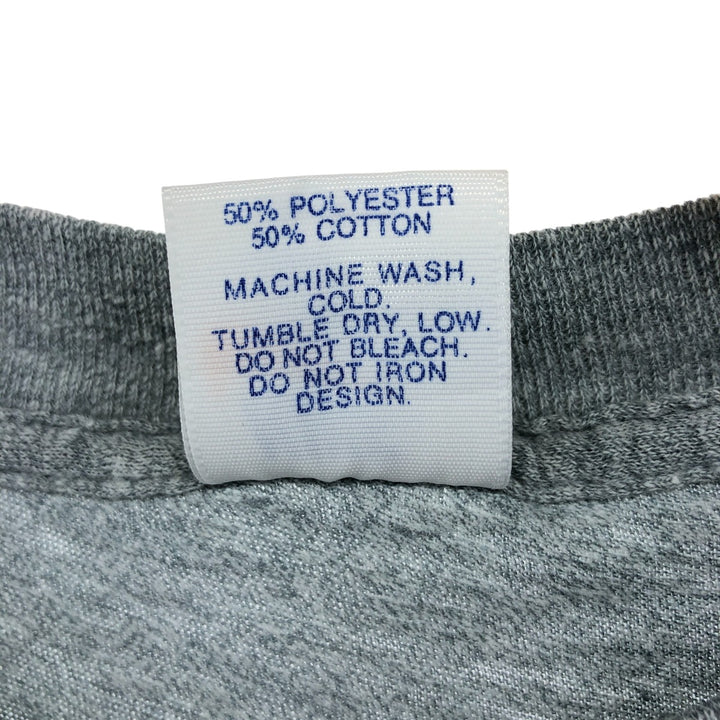 50% POLYESTER
50% COTTON
MACHINE WASH,
COLD.
TUMBLE DRY, LOW.
DO NOT BLEACH.
DO NOT IRON
DESIGN.